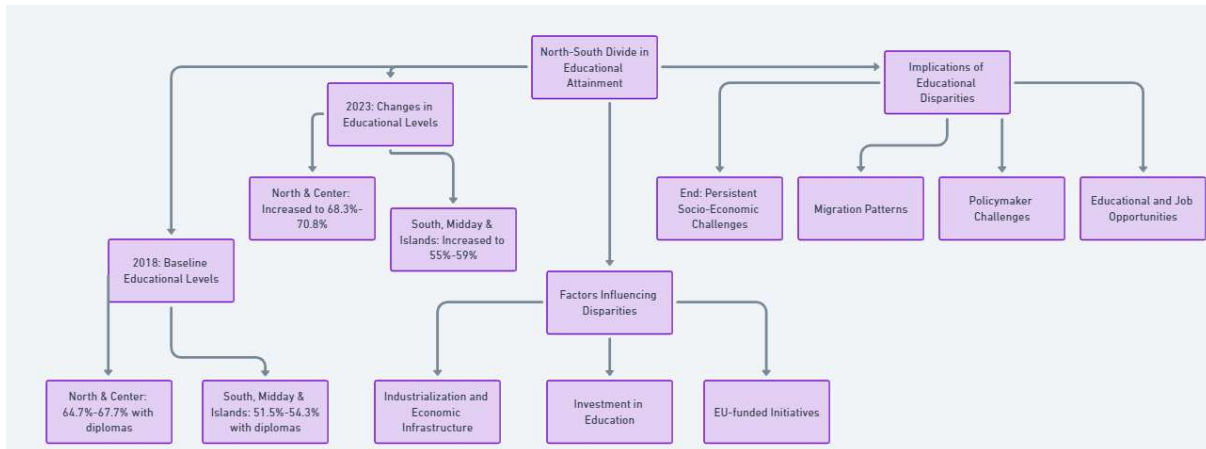 North-South Divide in
Educational
Attainment
Implications of
Educational
Disparities
2023: Changes in
Educational Levels
North & Center:
Increased to 68.3%-
70.8%
South, Midday &
Islands: Increased to
55%-59%
End: Persistent
Socio-Economic
Challenges
Migration Patterns
Policymaker
Challenges
Educational and Job
Opportunities
2018: Baseline
Educational Levels
Factors Influencing
Disparities
North & Center:
64.7%-67.7% with
diplomas
South, Midday &
Islands: 51.5%-54.3%
with diplomas
Industrialization and
Economic
Infrastructure
Investment in
Education
EU-funded Initiatives